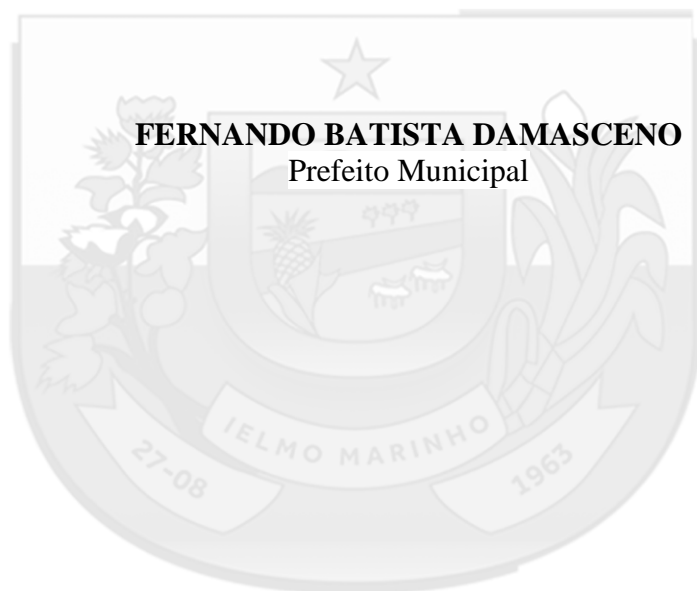 FERNANDO BATISTA DAMASCENO
Prefeito Municipal
IELMO MARINHO
27-08
1963